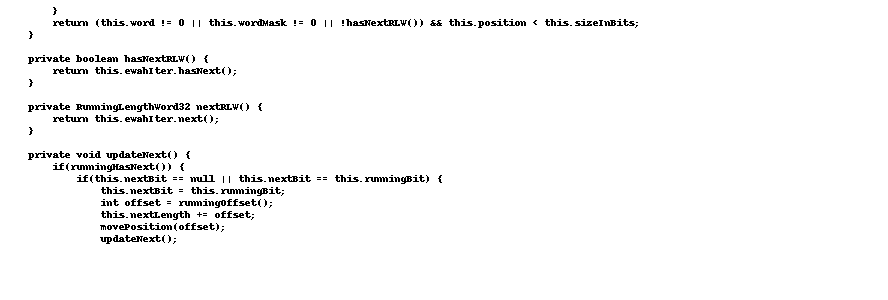 }
return (this.word != 0 || this.wordMask != 0 || !hasNextRLW()) && this.position < this.sizeInBits;
}
private boolean hasNextRLW() {
return this.ewahIter.hasNext();
}
private RunningLengthWord32 nextRLW() {
return this.ewahIter.next();
}
private void updateNext() {
if(runningHasNext()) {
if(this.nextBit == null || this.nextBit == this.runningBit) {
this.nextBit = this.runningBit;
int offset = runningOffset();
this.nextLength += offset;
movePosition(offset);
updateNext();